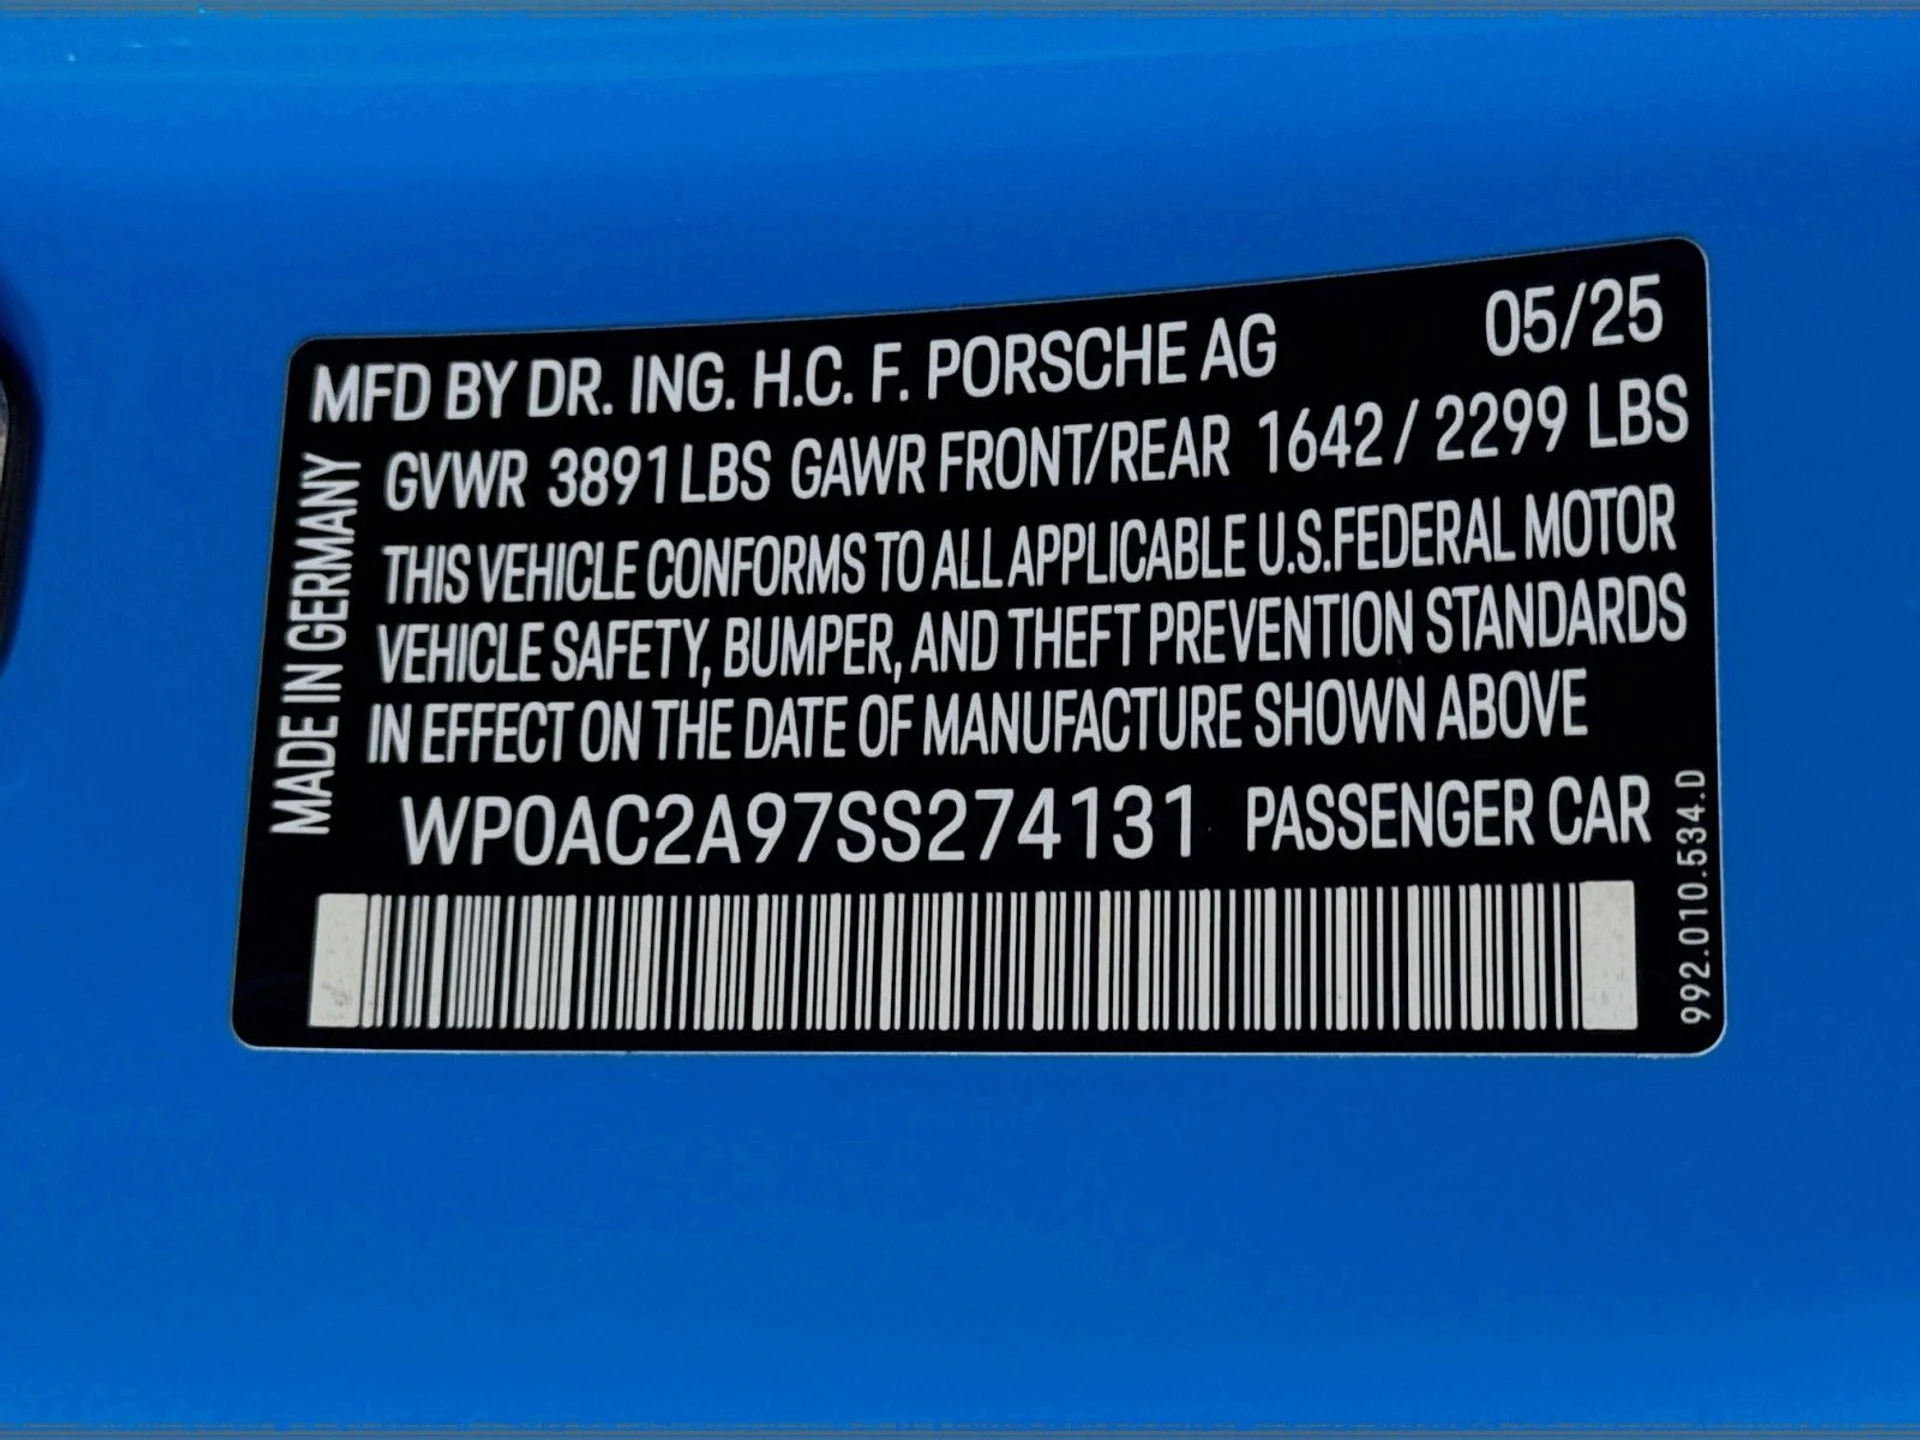 MFD BY DR. ING. H.C. F. PORSCHE AG 05/25
GVWR 3891 LBS GAWR FRONT/REAR 1642 / 2299 LBS
THIS VEHICLE CONFORMS TO ALL APPLICABLE U.S.FEDERAL MOTOR
VEHICLE SAFETY, BUMPER, AND THEFT PREVENTION STANDARDS
IN EFFECT ON THE DATE OF MANUFACTURE SHOWN ABOVE
WP0AC2A97SS274131 PASSENGER CAR
MADE IN GERMANY
992.010.534.D